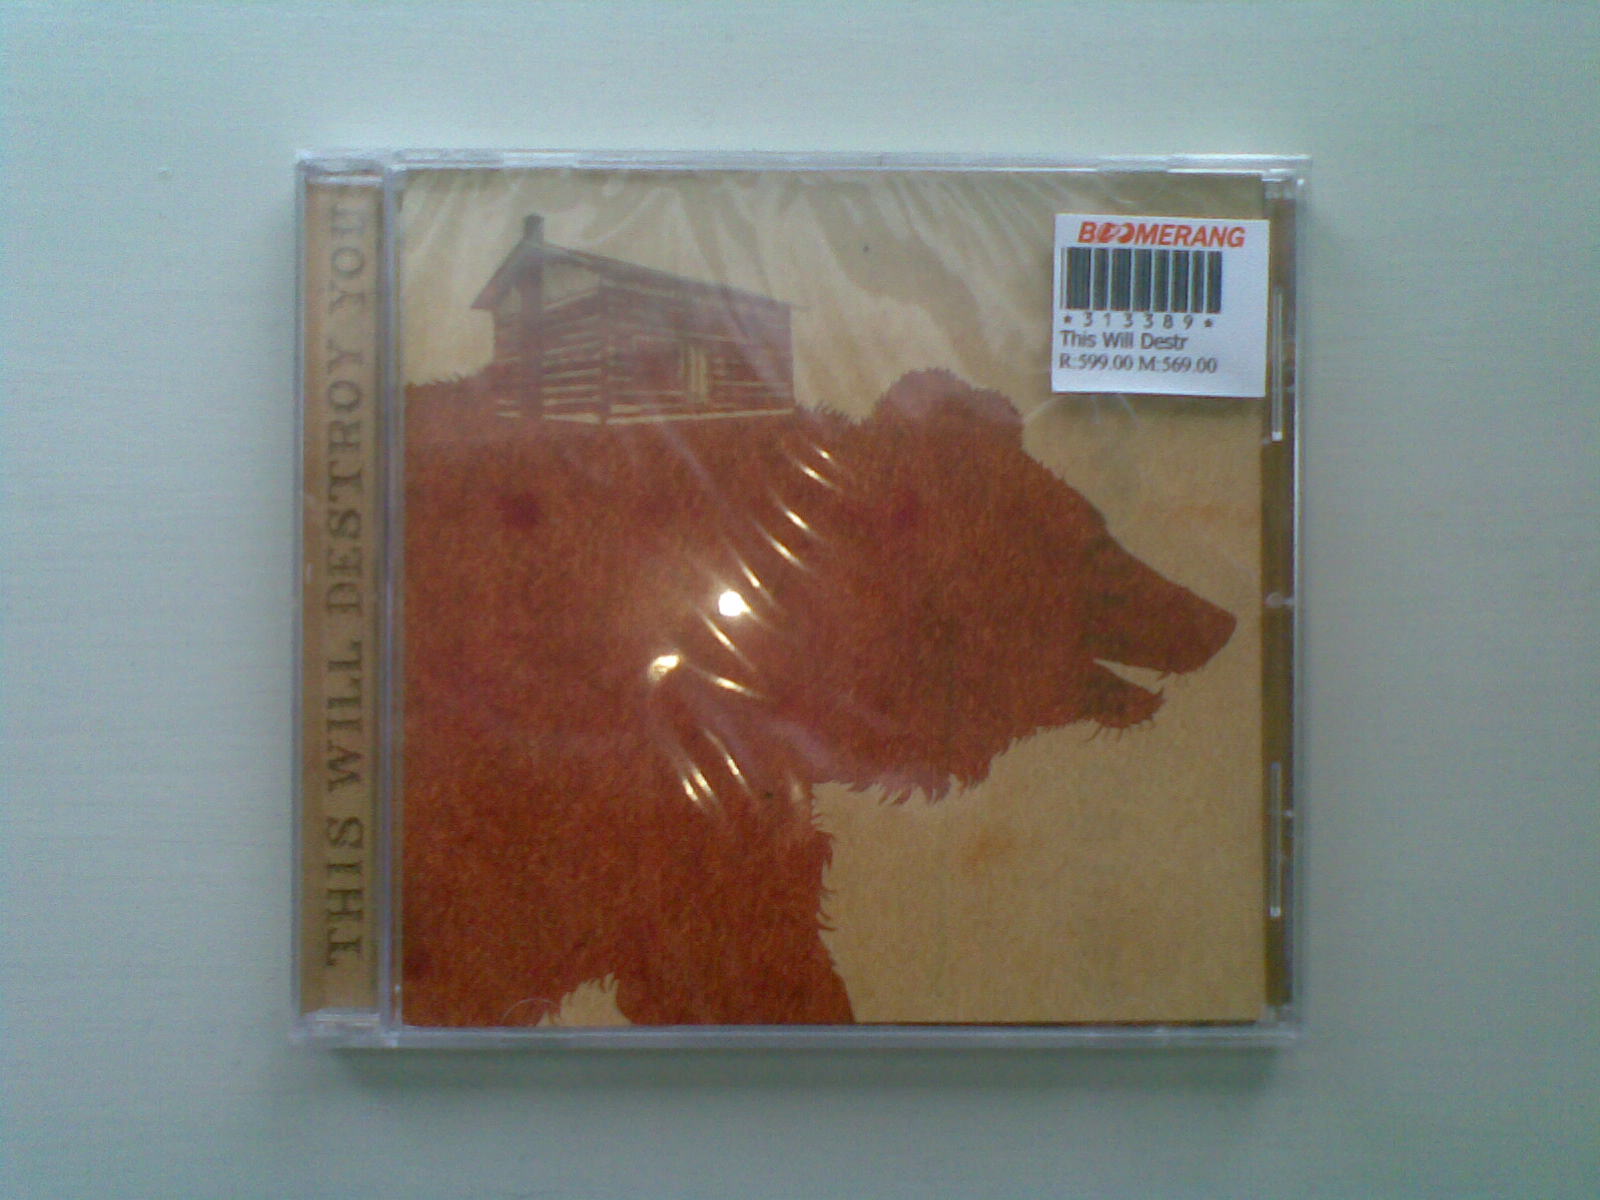 THIS WILL DESTROY YOU
BOOMERANG
*313389*
This Will Destr
R:599.00 M:569.00